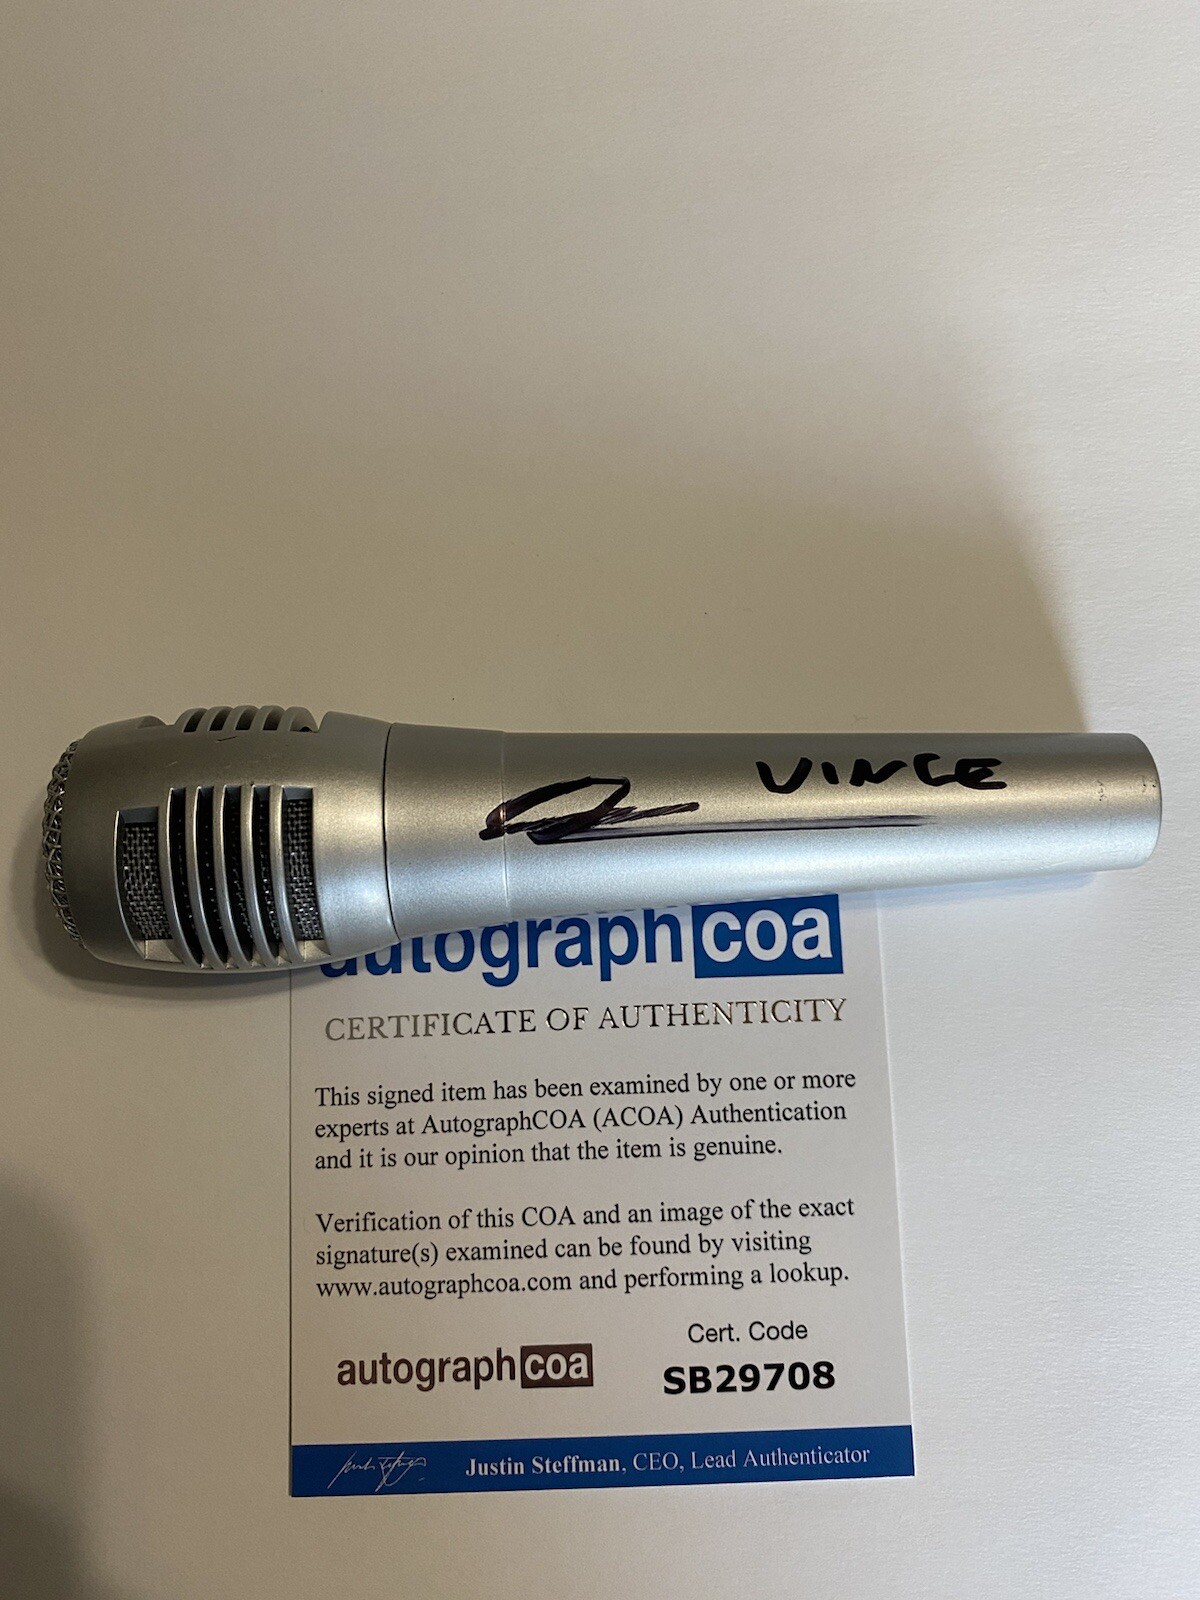 VINCE
autograph coa
CERTIFICATE OF AUTHENTICITY
This signed item has been examined by one or more
experts at AutographCOA (ACOA) Authentication
and it is our opinion that the item is genuine.
Verification of this COA and an image of the exact
signature(s) examined can be found by visiting
www.autographcoa.com and performing a lookup.
Cert. Code
SB29708
autographcoa
Justin Steffman, CEO, Lead Authenticator